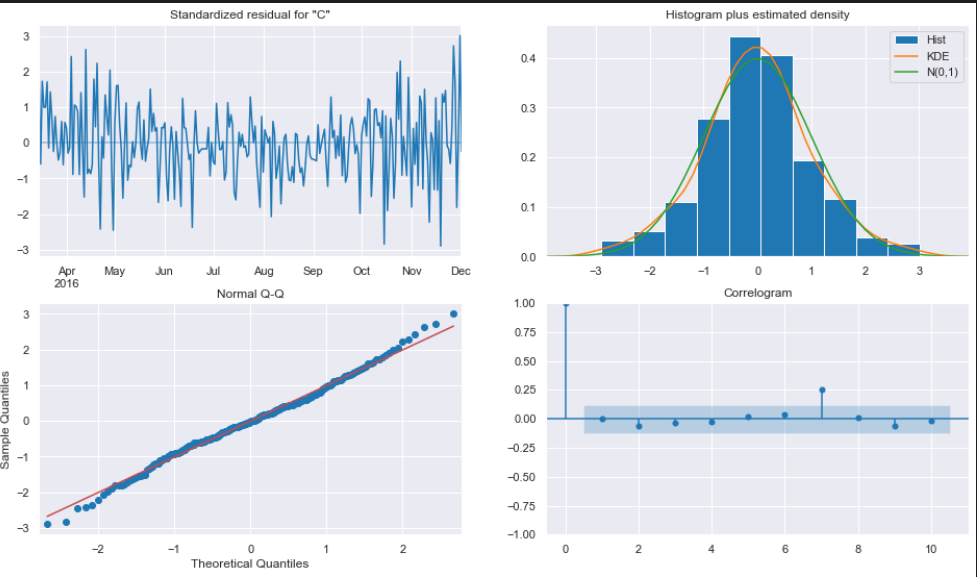 Standardized residual for "C"
3
2
1
0
−1
−2
−3
Apr
2016
May
Jun
Jul
Aug
Sep
Oct
Nov
Dec
Histogram plus estimated density
Hist
KDE
N(0,1)
0.4
0.3
0.2
0.1
0.0
−3
−2
−1
0
1
2
3
Normal Q-Q
Sample Quantiles
3
2
1
0
−1
−2
−3
−2
−1
0
1
2
Theoretical Quantiles
Correlogram
1.00
0.75
0.50
0.25
0.00
−0.25
−0.50
−0.75
−1.00
0
2
4
6
8
10